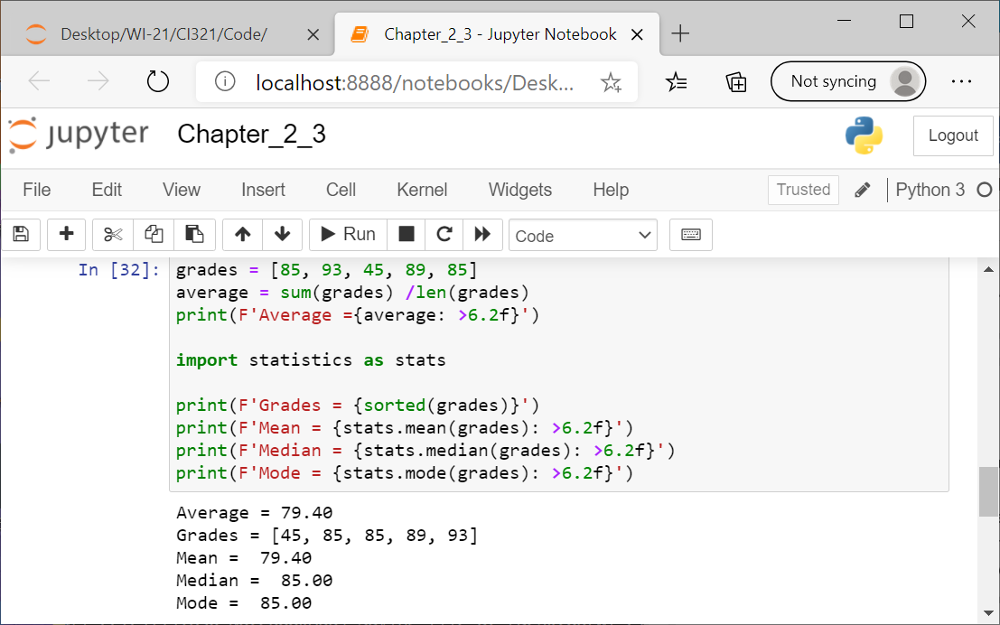 Desktop/WI-21/CI321/Code/
Chapter_2_3 - Jupyter Notebook
localhost:8888/notebooks/Desk...
Not syncing
jupyter
Chapter_2_3
Logout
File Edit View Insert Cell Kernel Widgets Help
Trusted
Python 3
Run
Code
In [32]: grades = [85, 93, 45, 89, 85]
average = sum(grades) /len(grades)
print(F'Average ={average: >6.2f}')
import statistics as stats
print(F'Grades = {sorted(grades)}')
print(F'Mean = {stats.mean(grades): >6.2f}')
print(F'Median = {stats.median(grades): >6.2f}')
print(F'Mode = {stats.mode(grades): >6.2f}')
Average = 79.40
Grades = [45, 85, 85, 89, 93]
Mean =  79.40
Median =  85.00
Mode =  85.00